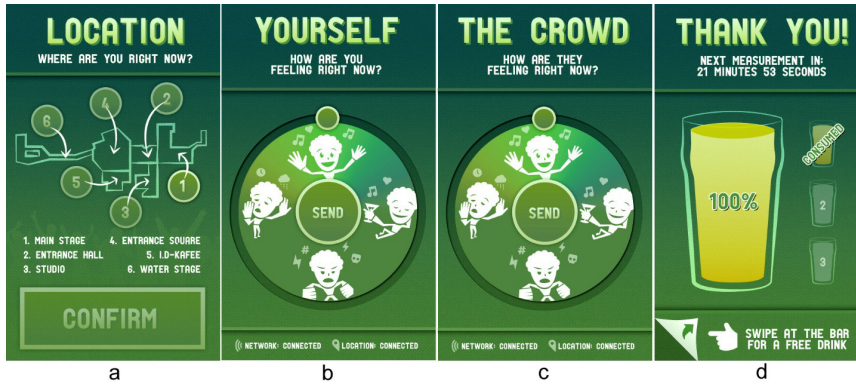 LOCATION
WHERE ARE YOU RIGHT NOW?
6
4
2
5
3
1
1. MAIN STAGE
2. ENTRANCE HALL
3. STUDIO
4. ENTRANCE SQUARE
5. I.D-KAFEE
6. WATER STAGE
CONFIRM
a
YOURSELF
HOW ARE YOU
FEELING RIGHT NOW?
SEND
#
NETWORK: CONNECTED
LOCATION: CONNECTED
b
THE CROWD
HOW ARE THEY
FEELING RIGHT NOW?
SEND
#
NETWORK: CONNECTED
LOCATION: CONNECTED
c
THANK YOU!
NEXT MEASUREMENT IN:
21 MINUTES 53 SECONDS
CONSUMED
100%
2
3
SWIPE AT THE BAR
FOR A FREE DRINK
d